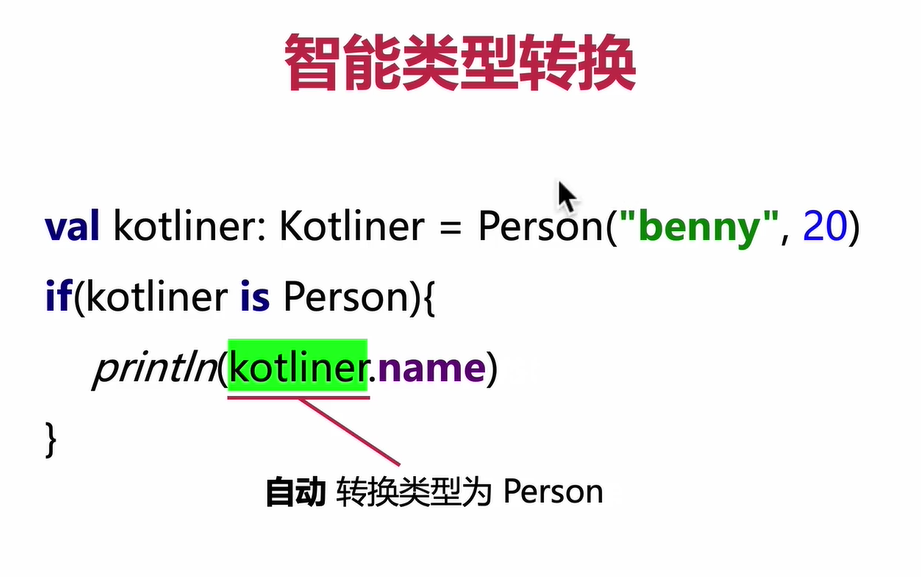 智能类型转换
val kotliner: Kotliner = Person("benny", 20)
if(kotliner is Person){
println(kotliner.name)
}
自动 转换类型为 Person